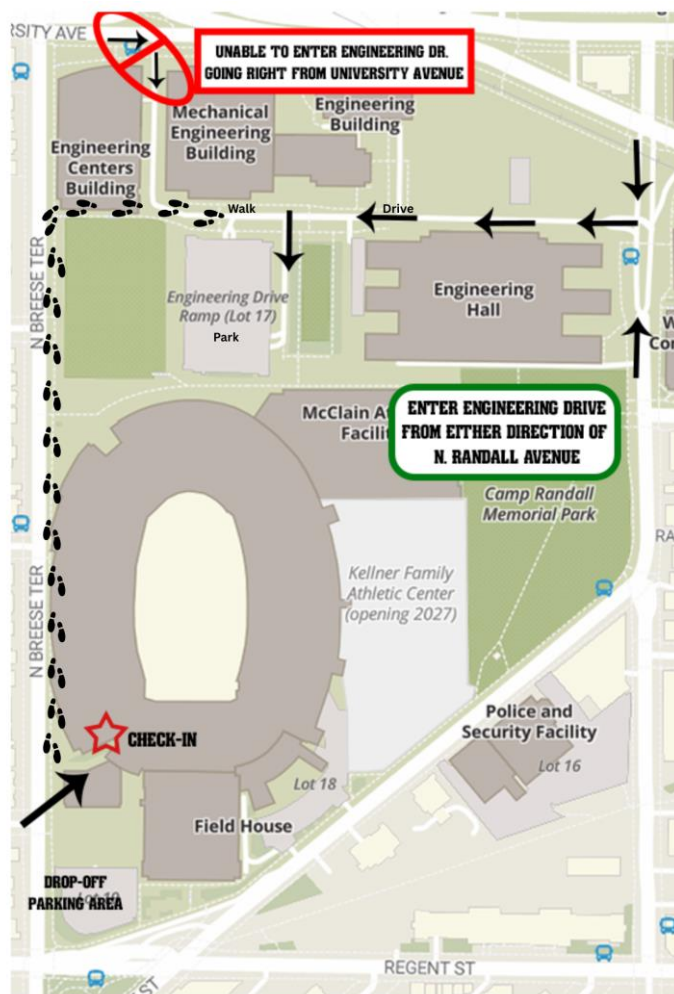 RSITY AVE
UNABLE TO ENTER ENGINEERING DR.
GOING RIGHT FROM UNIVERSITY AVENUE
Engineering
Building
Mechanical
Engineering
Building
Engineering
Centers
Building
Walk
Drive
N BREESE TER
Engineering Drive
Ramp (Lot 17)
Park
Engineering
Hall
W
Con
McClain At
Facilit
ENTER ENGINEERING DRIVE
FROM EITHER DIRECTION OF
N. RANDALL AVENUE
Camp Randall
Memorial Park
RA
Kellner Family
Athletic Center
(opening 2027)
N BREESE TER
CHECK-IN
Police and
Security Facility
Lot 16
Lot 18
Field House
DROP-OFF
PARKING AREA
REGENT ST
ST